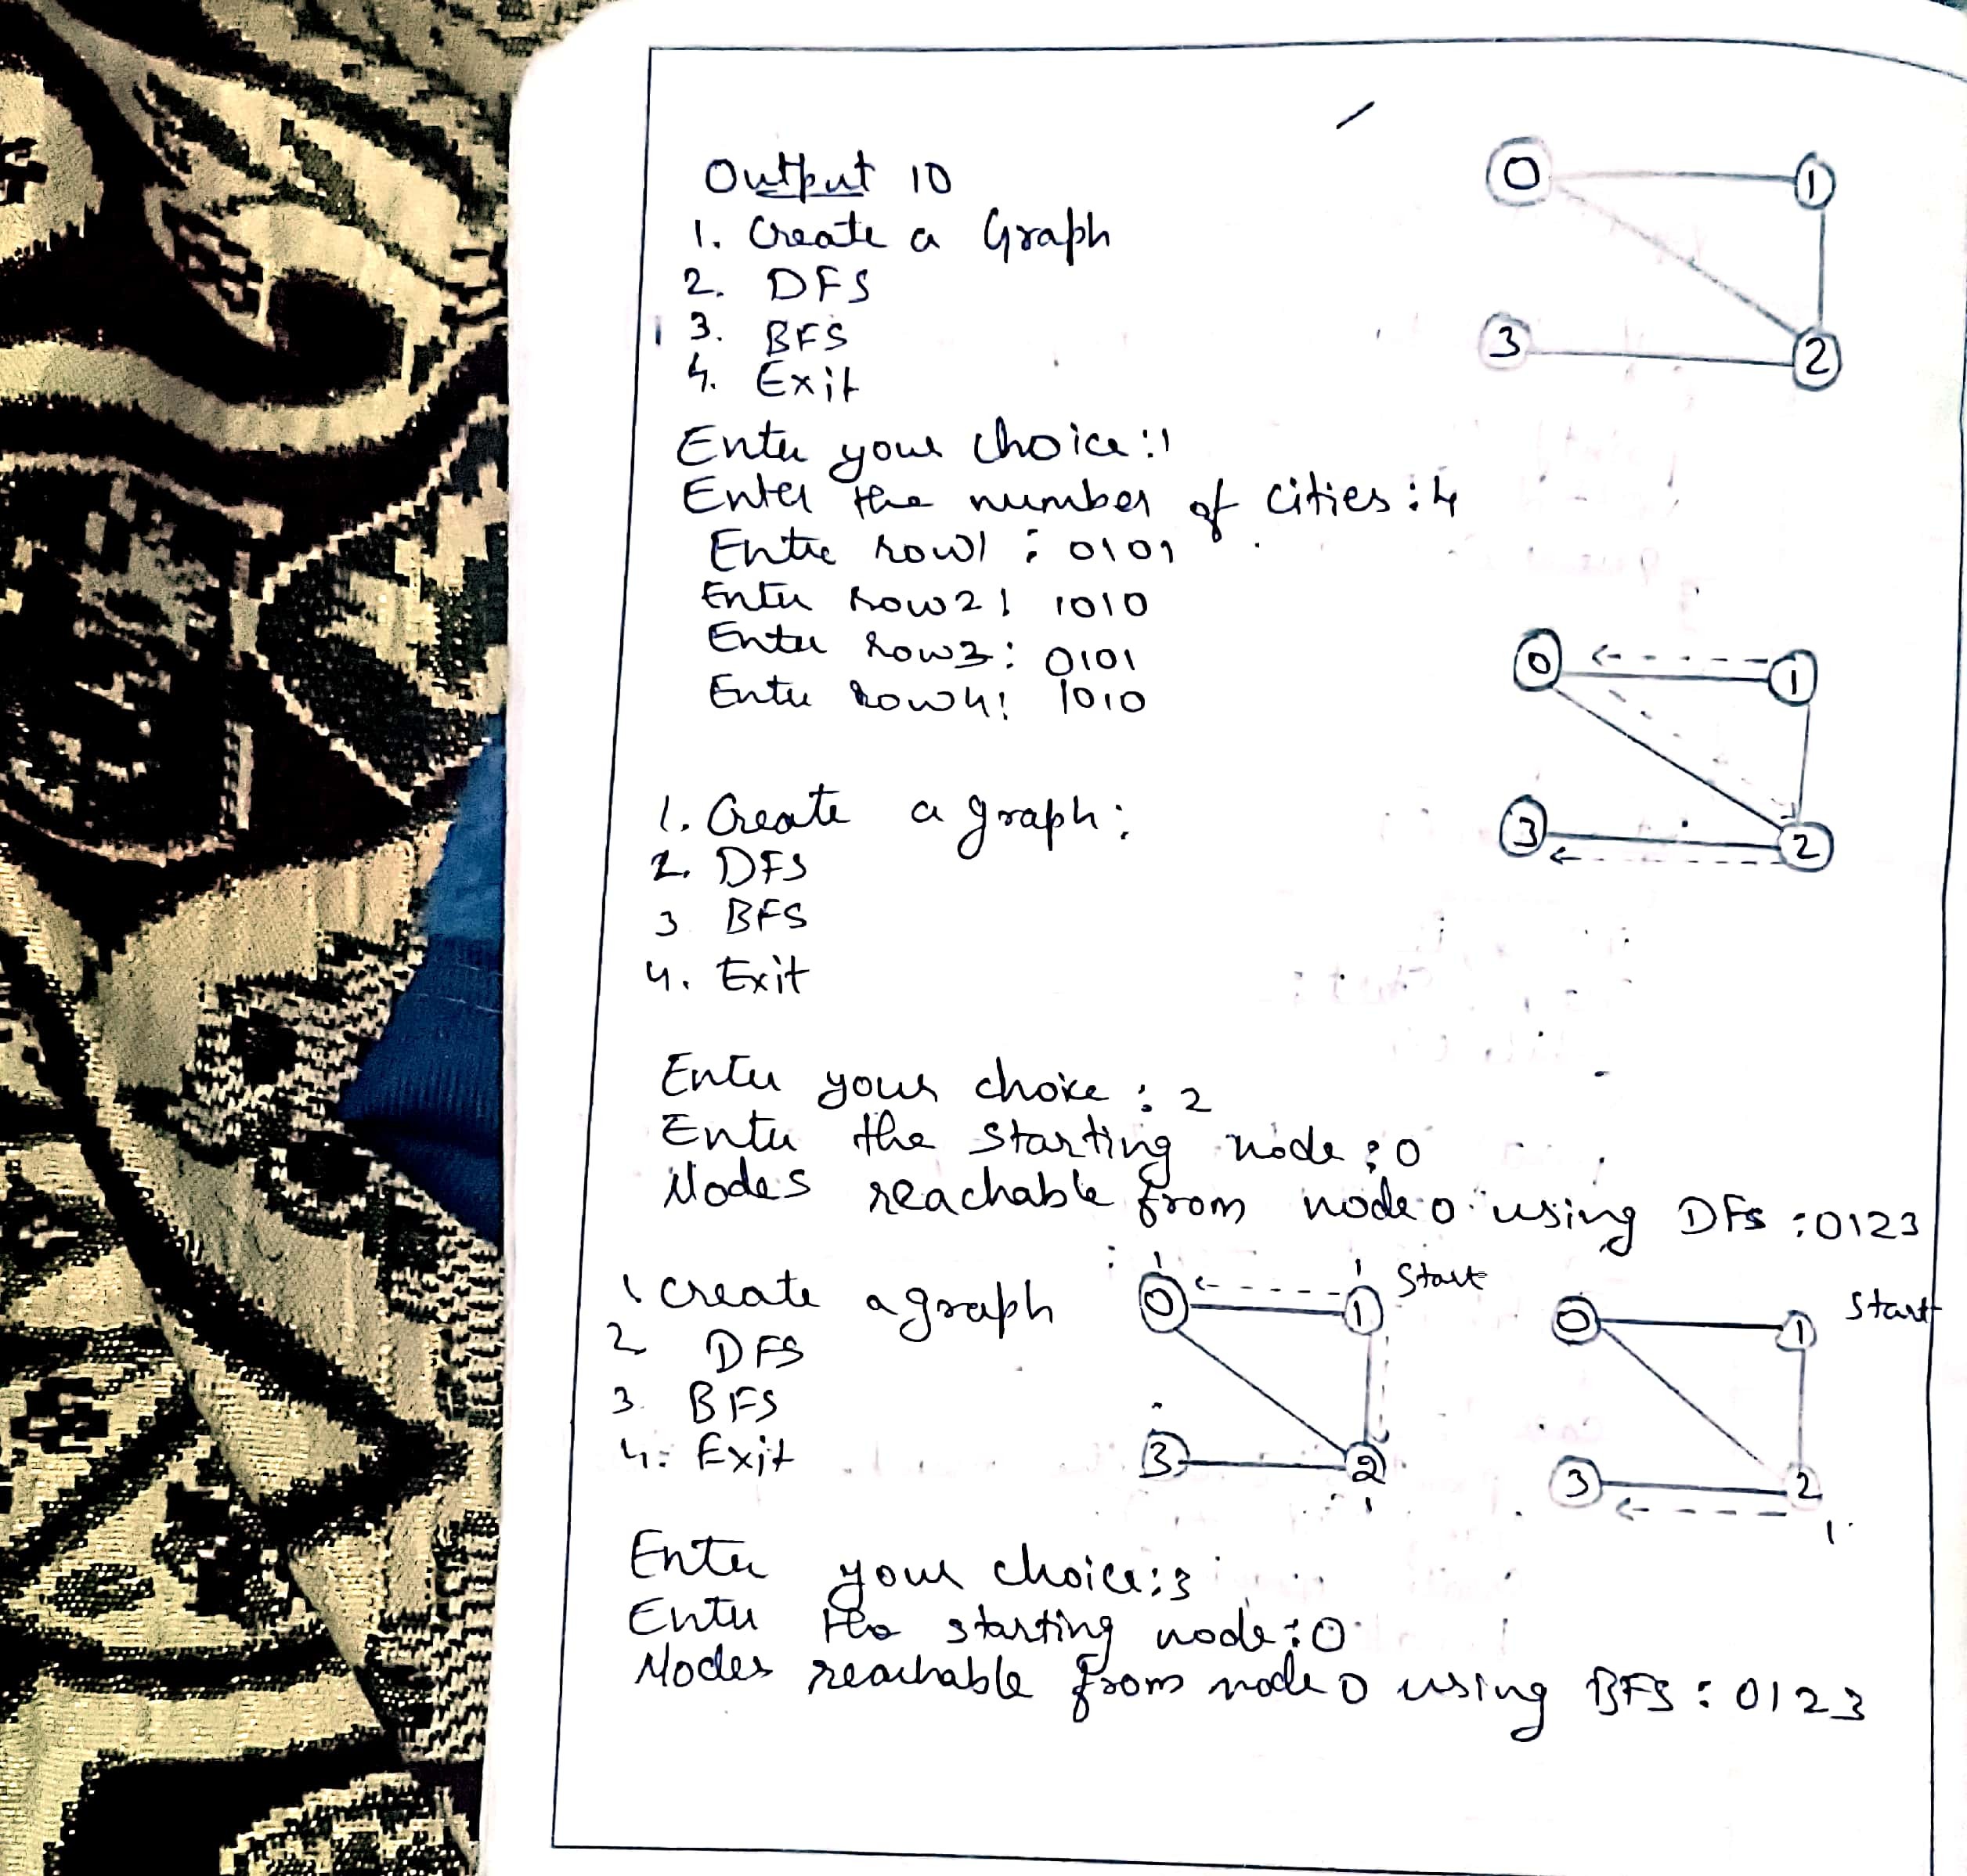 Output 10
1. Create a Graph
2. DFS
3. BFS
4. Exit
Enter your choice : 1
Enter the number of cities : 4
Enter row1 : 0101
Enter row2 : 1010
Enter row3 : 0101
Enter row4 : 1010
0 1
3 2
1. Create a graph :
2. DFS
3 BFS
4. Exit
0 1
3 2
Enter your choice : 2
Enter the starting node : 0
Nodes reachable from node 0 using DFS : 0123
1 Create a graph
2 DFS
3. BFS
4. Exit
0 1 Start
3 2
0 1 Start
3 2
Enter your choice : 3
Enter the starting node : 0
Nodes reachable from node 0 using BFS : 0123